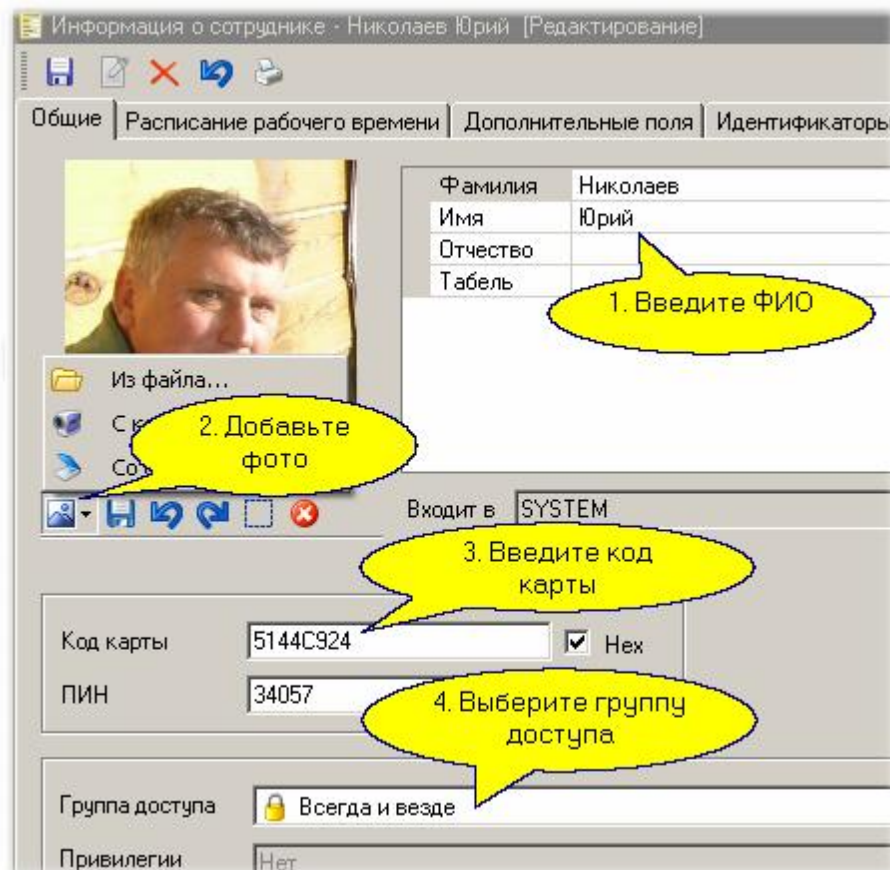 Информация о сотруднике - Николаев Юрий [Редактирование]
Общие Расписание рабочего времени Дополнительные поля Идентификаторы
Фамилия Николаев
Имя Юрий
Отчество
Табель
1. Введите ФИО
Из файла...
С
2. Добавьте
фото
Со
Входит в SYSTEM
3. Введите код
карты
Код карты 5144C924 Hex
ПИН 34057
4. Выберите группу
доступа
Группа доступа Всегда и везде
Привилегии Нет